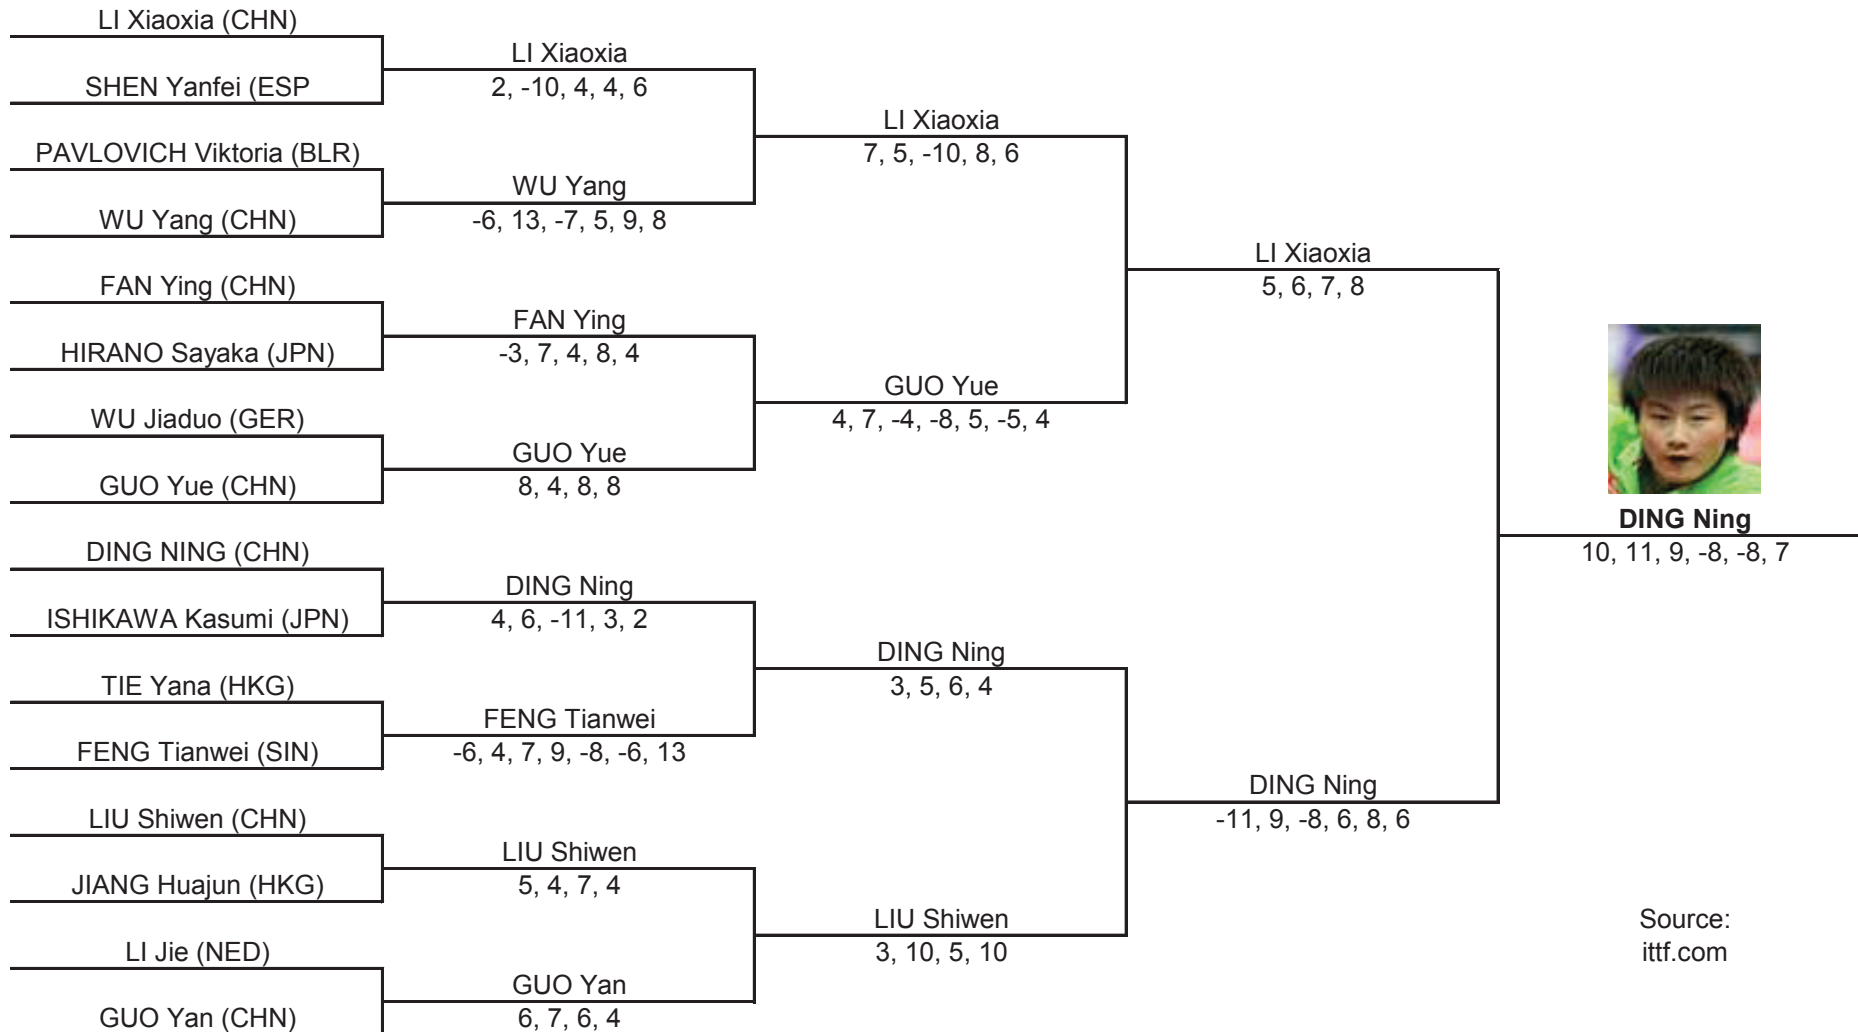 LI Xiaoxia (CHN)
SHEN Yanfei (ESP
PAVLOVICH Viktoria (BLR)
WU Yang (CHN)
FAN Ying (CHN)
HIRANO Sayaka (JPN)
WU Jiaduo (GER)
GUO Yue (CHN)
DING NING (CHN)
ISHIKAWA Kasumi (JPN)
TIE Yana (HKG)
FENG Tianwei (SIN)
LIU Shiwen (CHN)
JIANG Huajun (HKG)
LI Jie (NED)
GUO Yan (CHN)
LI Xiaoxia
2, -10, 4, 4, 6
WU Yang
-6, 13, -7, 5, 9, 8
FAN Ying
-3, 7, 4, 8, 4
GUO Yue
8, 4, 8, 8
DING Ning
4, 6, -11, 3, 2
FENG Tianwei
-6, 4, 7, 9, -8, -6, 13
LIU Shiwen
5, 4, 7, 4
GUO Yan
6, 7, 6, 4
LI Xiaoxia
7, 5, -10, 8, 6
GUO Yue
4, 7, -4, -8, 5, -5, 4
DING Ning
3, 5, 6, 4
LIU Shiwen
3, 10, 5, 10
LI Xiaoxia
5, 6, 7, 8
DING Ning
-11, 9, -8, 6, 8, 6
DING Ning
10, 11, 9, -8, -8, 7
Source:
ittf.com